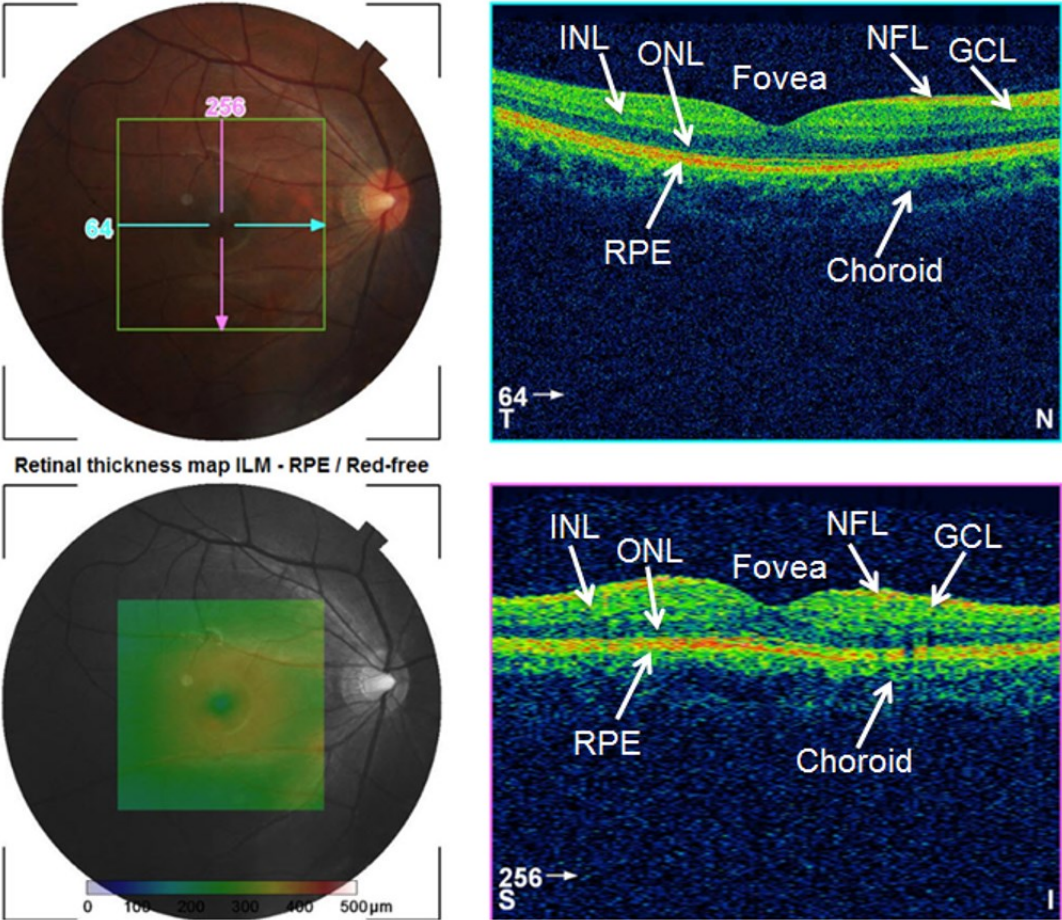 256
64
INL
ONL
Fovea
NFL
GCL
RPE
Choroid
64
T
N
Retinal thickness map ILM - RPE / Red-free
INL
ONL
Fovea
NFL
GCL
RPE
Choroid
256
S
I
0 100 200 300 400 500µm